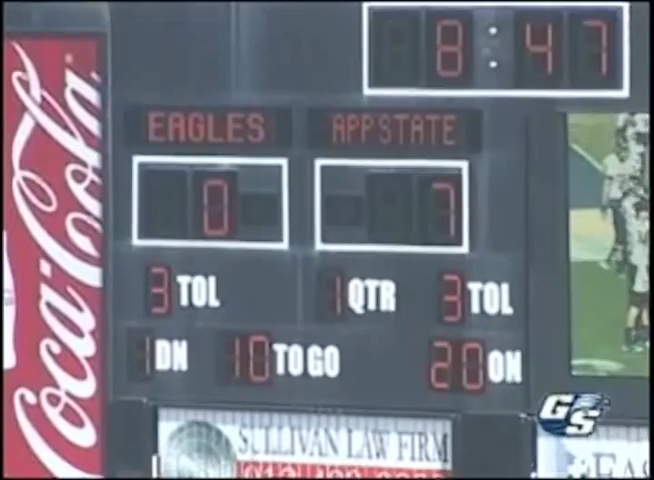 8:47
EAGLES APPSTATE
0 7
3 TOL 1 QTR 3 TOL
1 DN 10 TO GO 20 ON
Coca-Cola
GS
SULLIVAN LAW FIRM